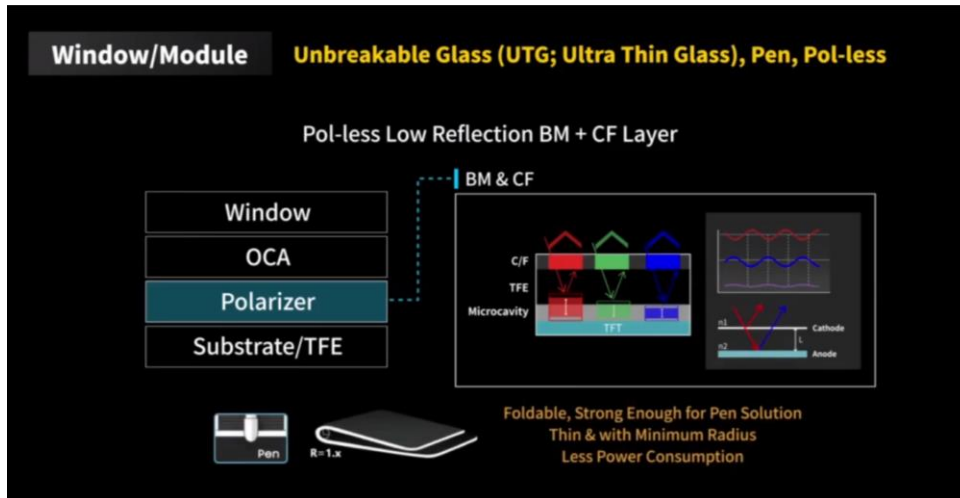 Window/Module
Unbreakable Glass (UTG; Ultra Thin Glass), Pen, Pol-less
Pol-less Low Reflection BM + CF Layer
BM & CF
Window
OCA
Polarizer
Substrate/TFE
C/F
TFE
Microcavity
TFT
n1
Cathode
L
n2
Anode
Pen
R=1.x
Foldable, Strong Enough for Pen Solution
Thin & with Minimum Radius
Less Power Consumption